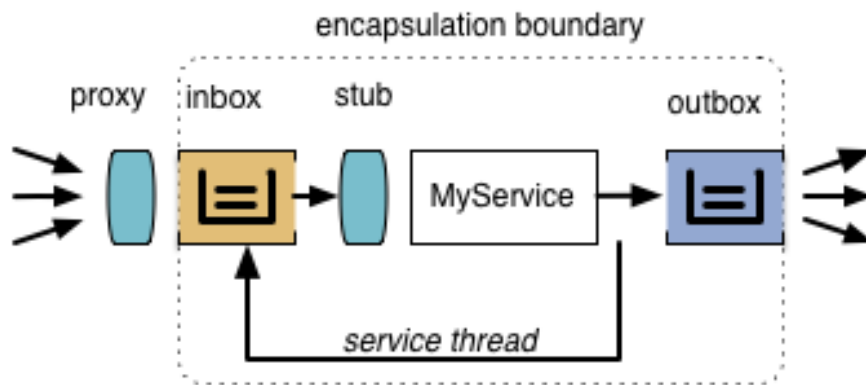 encapsulation boundary
proxy
inbox
stub
outbox
MyService
service thread